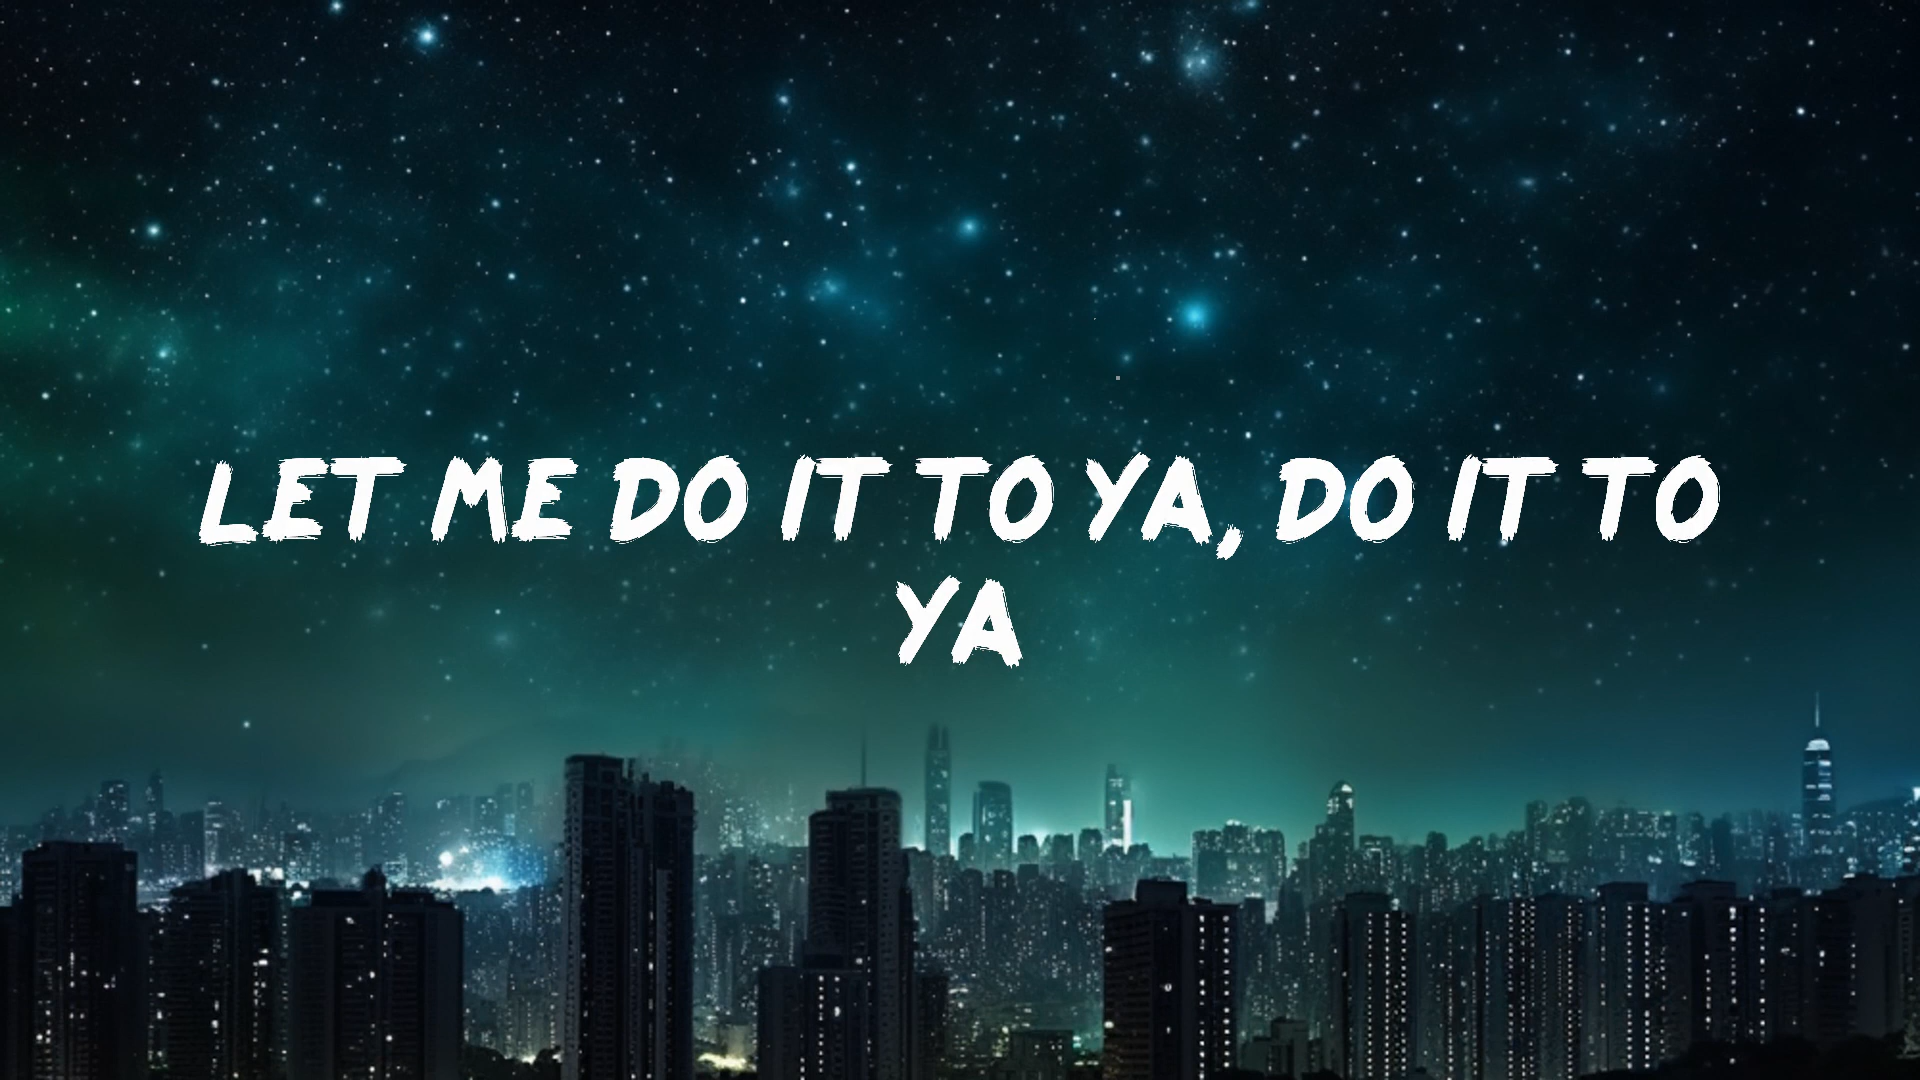 LET ME DO IT TO YA, DO IT TO
YA